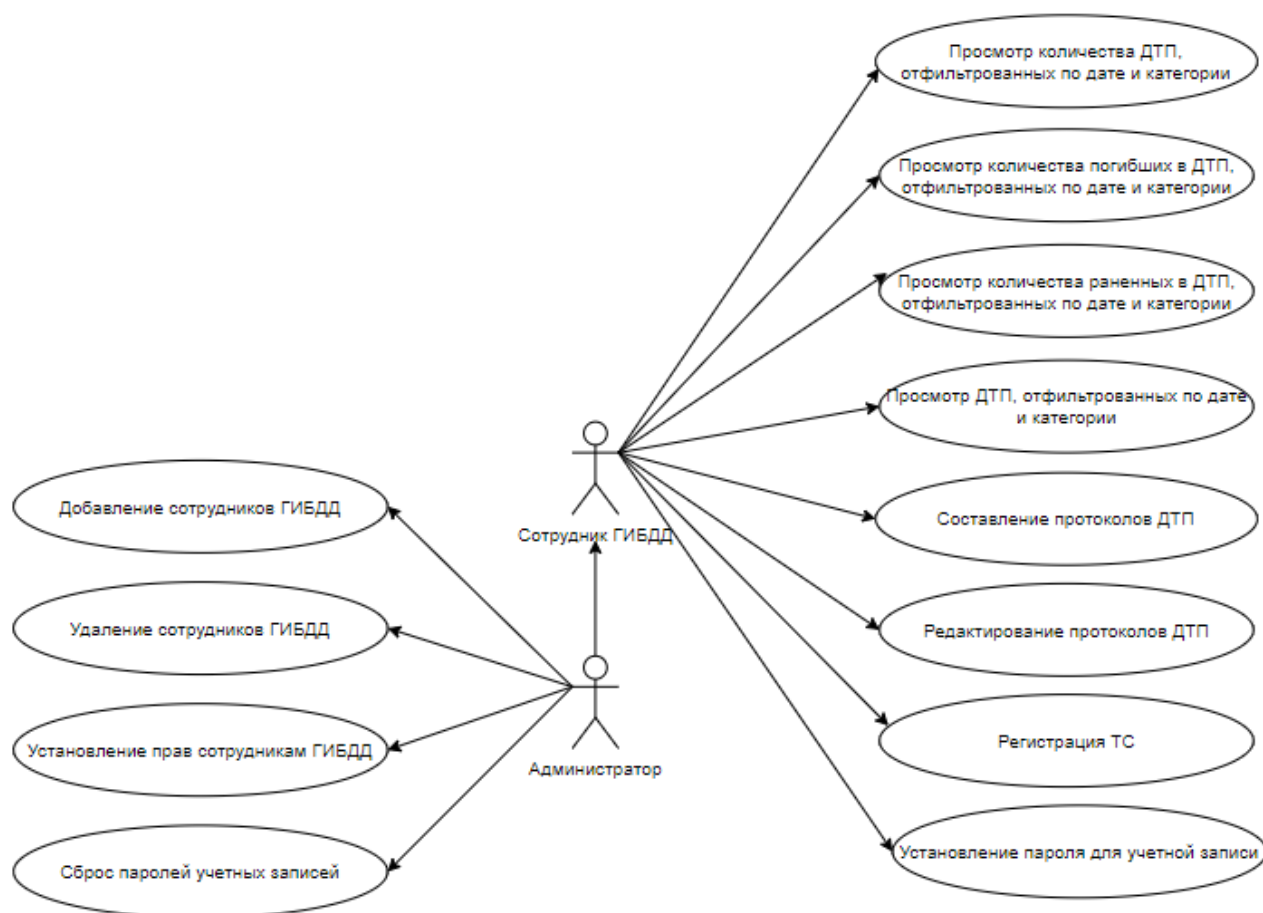 Просмотр количества ДТП,
отфильтрованных по дате и категории
Просмотр количества погибших в ДТП,
отфильтрованных по дате и категории
Просмотр количества раненных в ДТП,
отфильтрованных по дате и категории
Просмотр ДТП, отфильтрованных по дате
и категории
Составление протоколов ДТП
Редактирование протоколов ДТП
Регистрация ТС
Установление пароля для учетной записи
Сотрудник ГИБДД
Администратор
Добавление сотрудников ГИБДД
Удаление сотрудников ГИБДД
Установление прав сотрудникам ГИБДД
Сброс паролей учетных записей